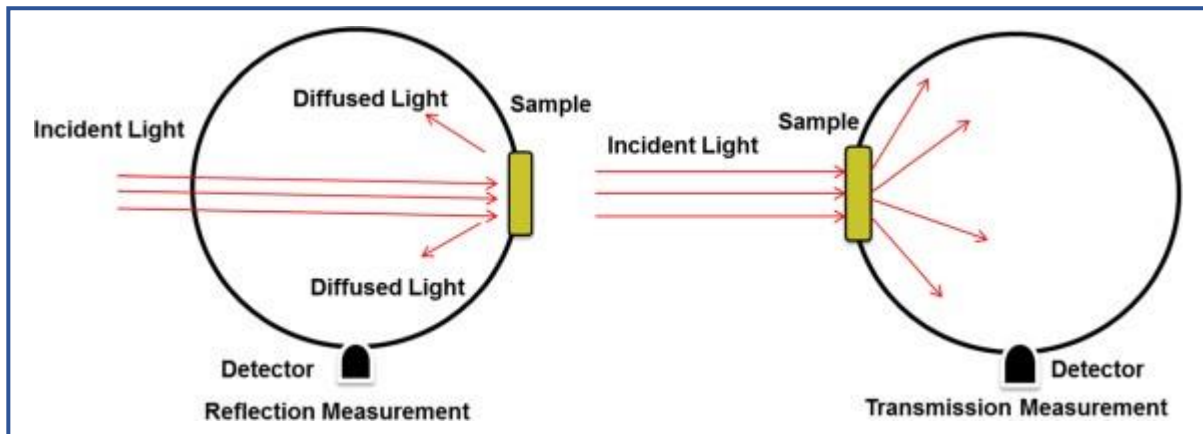 Diffused Light
Sample
Incident Light
Diffused Light
Detector
Reflection Measurement
Sample
Incident Light
Detector
Transmission Measurement